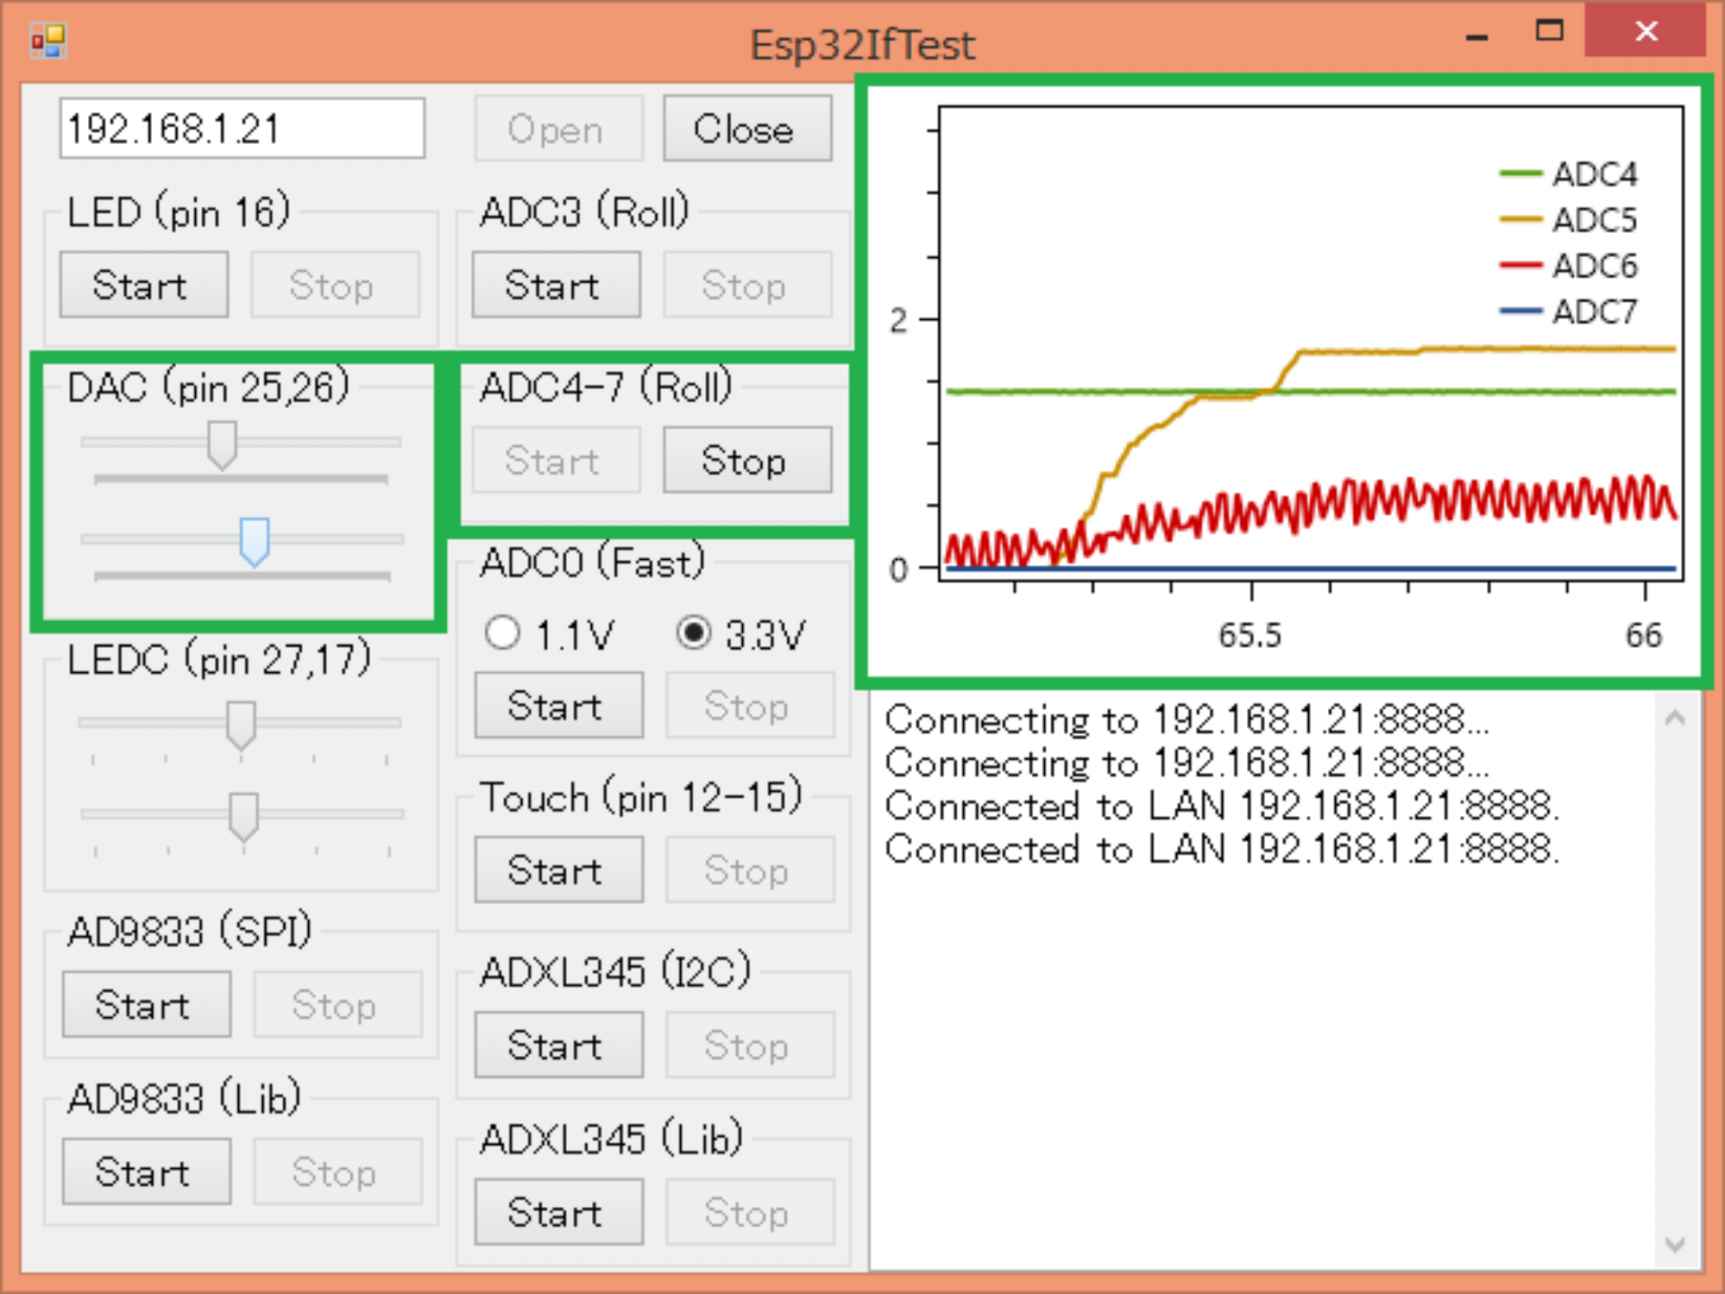 Esp32IfTest
192.168.1.21
Open
Close
LED (pin 16)
Start
Stop
ADC3 (Roll)
Start
Stop
DAC (pin 25,26)
ADC4-7 (Roll)
Start
Stop
LEDC (pin 27,17)
ADC0 (Fast)
1.1V
3.3V
Start
Stop
Touch (pin 12-15)
Start
Stop
AD9833 (SPI)
Start
Stop
ADXL345 (I2C)
Start
Stop
AD9833 (Lib)
Start
Stop
ADXL345 (Lib)
Start
Stop
ADC4
ADC5
ADC6
ADC7
2
0
65.5
66
Connecting to 192.168.1.21:8888...
Connecting to 192.168.1.21:8888...
Connected to LAN 192.168.1.21:8888.
Connected to LAN 192.168.1.21:8888.